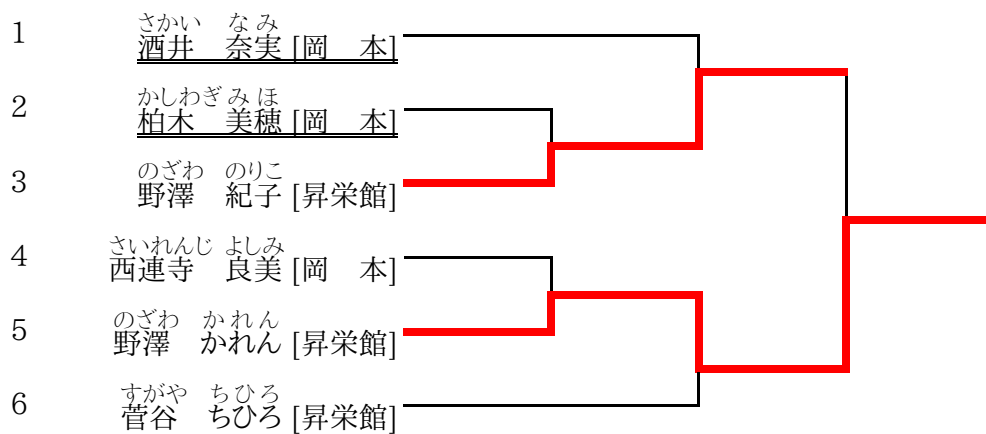 さかい なみ
1 酒井 奈実 [岡 本]
かしわぎ みほ
2 柏木 美穂 [岡 本]
のざわ のりこ
3 野澤 紀子 [昇栄館]
さいれんじ よしみ
4 西連寺 良美 [岡 本]
のざわ かれん
5 野澤 かれん [昇栄館]
すがや ちひろ
6 菅谷 ちひろ [昇栄館]